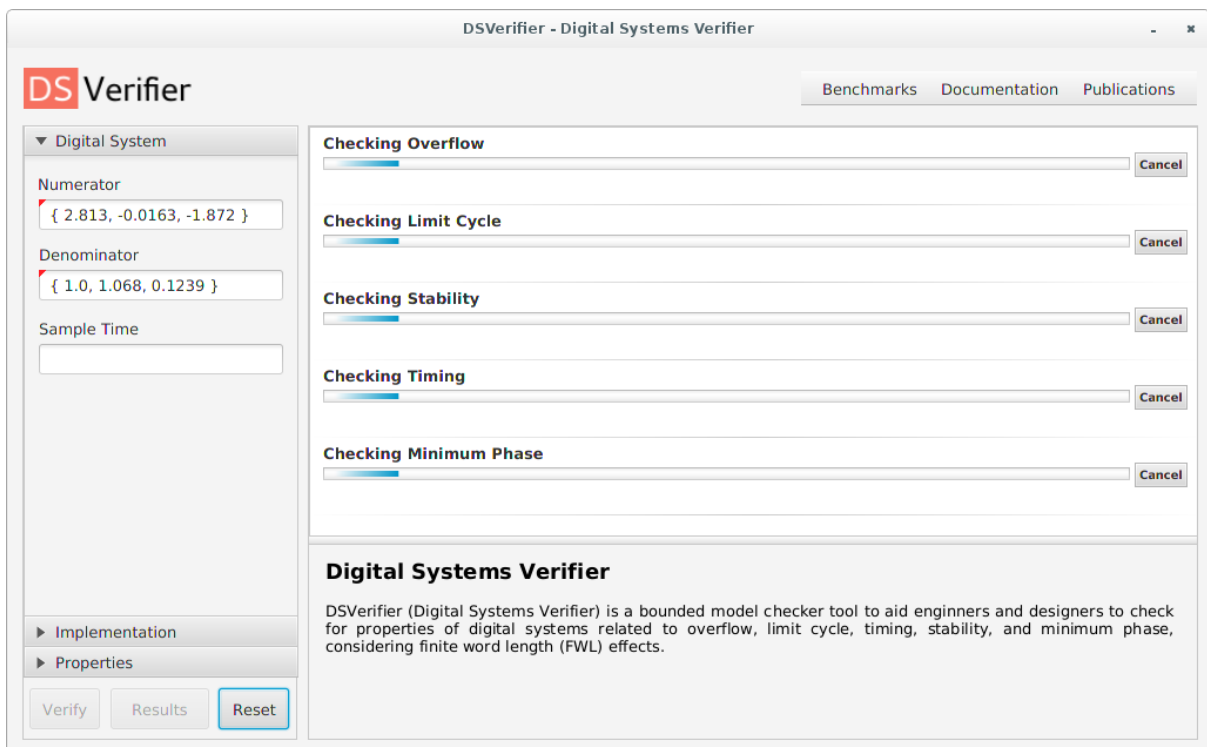 DSVerifier - Digital Systems Verifier
DS Verifier
Benchmarks Documentation Publications
Digital System
Numerator
{ 2.813, -0.0163, -1.872 }
Denominator
{ 1.0, 1.068, 0.1239 }
Sample Time
Implementation
Properties
Verify Results Reset
Checking Overflow
Cancel
Checking Limit Cycle
Cancel
Checking Stability
Cancel
Checking Timing
Cancel
Checking Minimum Phase
Cancel
Digital Systems Verifier
DSVerifier (Digital Systems Verifier) is a bounded model checker tool to aid enginners and designers to check
for properties of digital systems related to overflow, limit cycle, timing, stability, and minimum phase,
considering finite word length (FWL) effects.